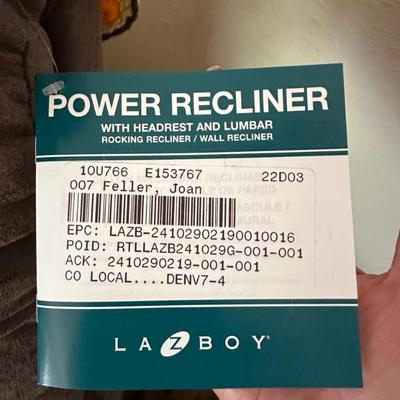 POWER RECLINER
WITH HEADREST AND LUMBAR
ROCKING RECLINER / WALL RECLINER
10U766 E153767 22D03
007 Feller, Joan
EPC: LAZB-24102902190010016
POID: RTLLAZB241029G-001-001
ACK: 2410290219-001-001
CO LOCAL....DENV7-4
LA Z BOY®